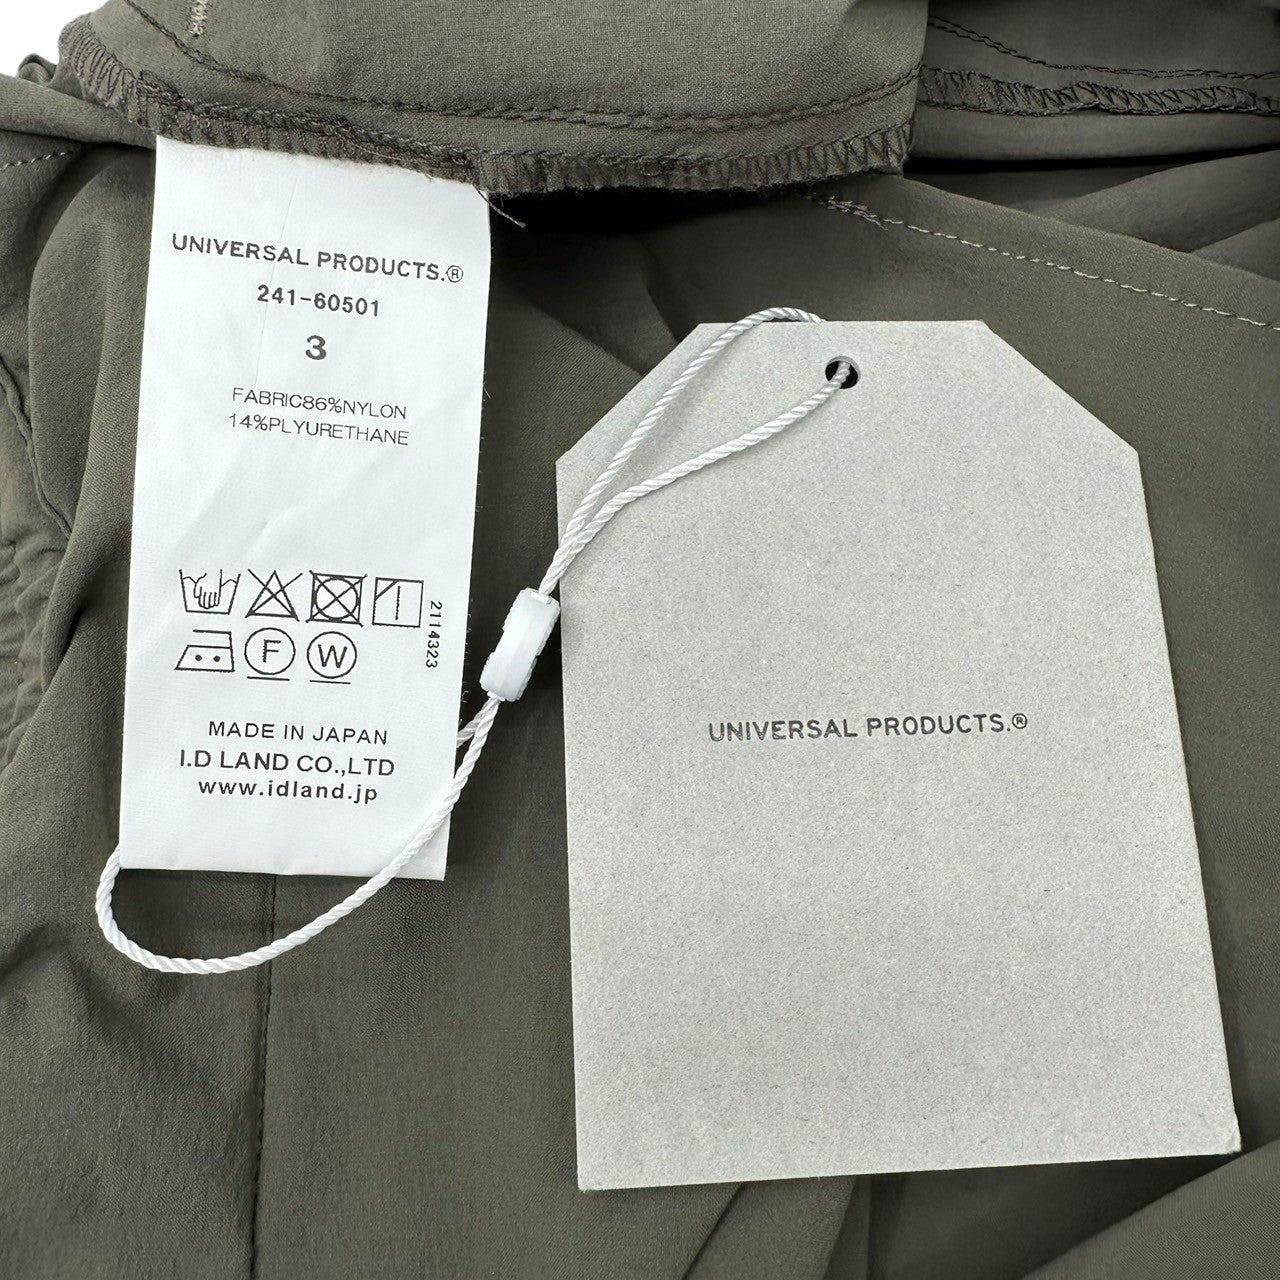 UNIVERSAL PRODUCTS.®
241-60501
3
FABRIC86%NYLON
14%PLYURETHANE
2114323
F W
MADE IN JAPAN
I.D LAND CO.,LTD
www.idland.jp
UNIVERSAL PRODUCTS.®